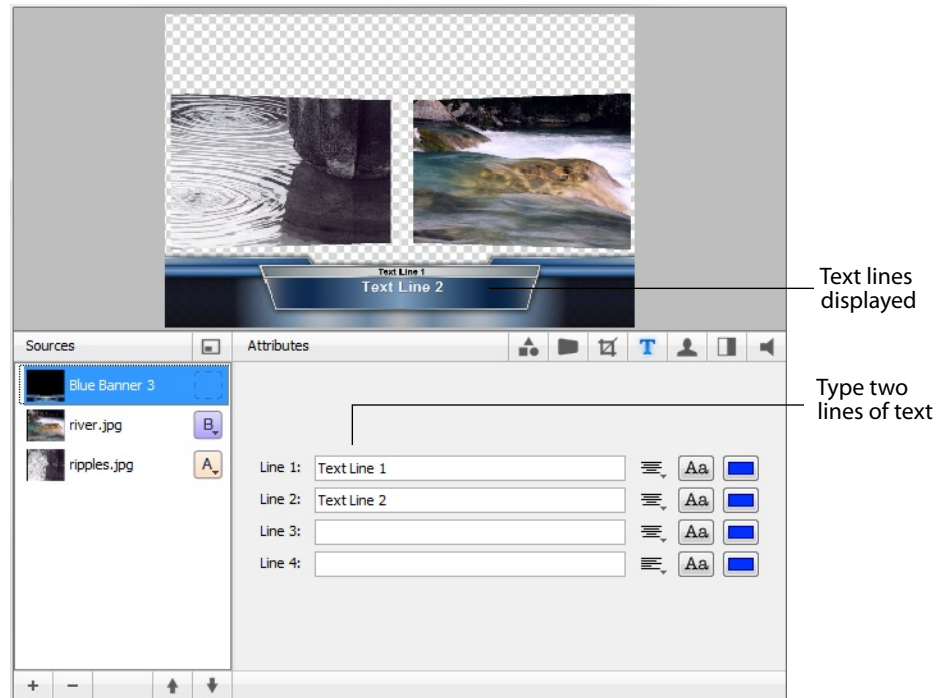 Text Line 1
Text Line 2
Text lines
displayed
Sources
Attributes
T
Blue Banner 3
river.jpg
B
ripples.jpg
A
Type two
lines of text
Line 1:
Text Line 1
Aa
Line 2:
Text Line 2
Aa
Line 3:
Aa
Line 4:
Aa